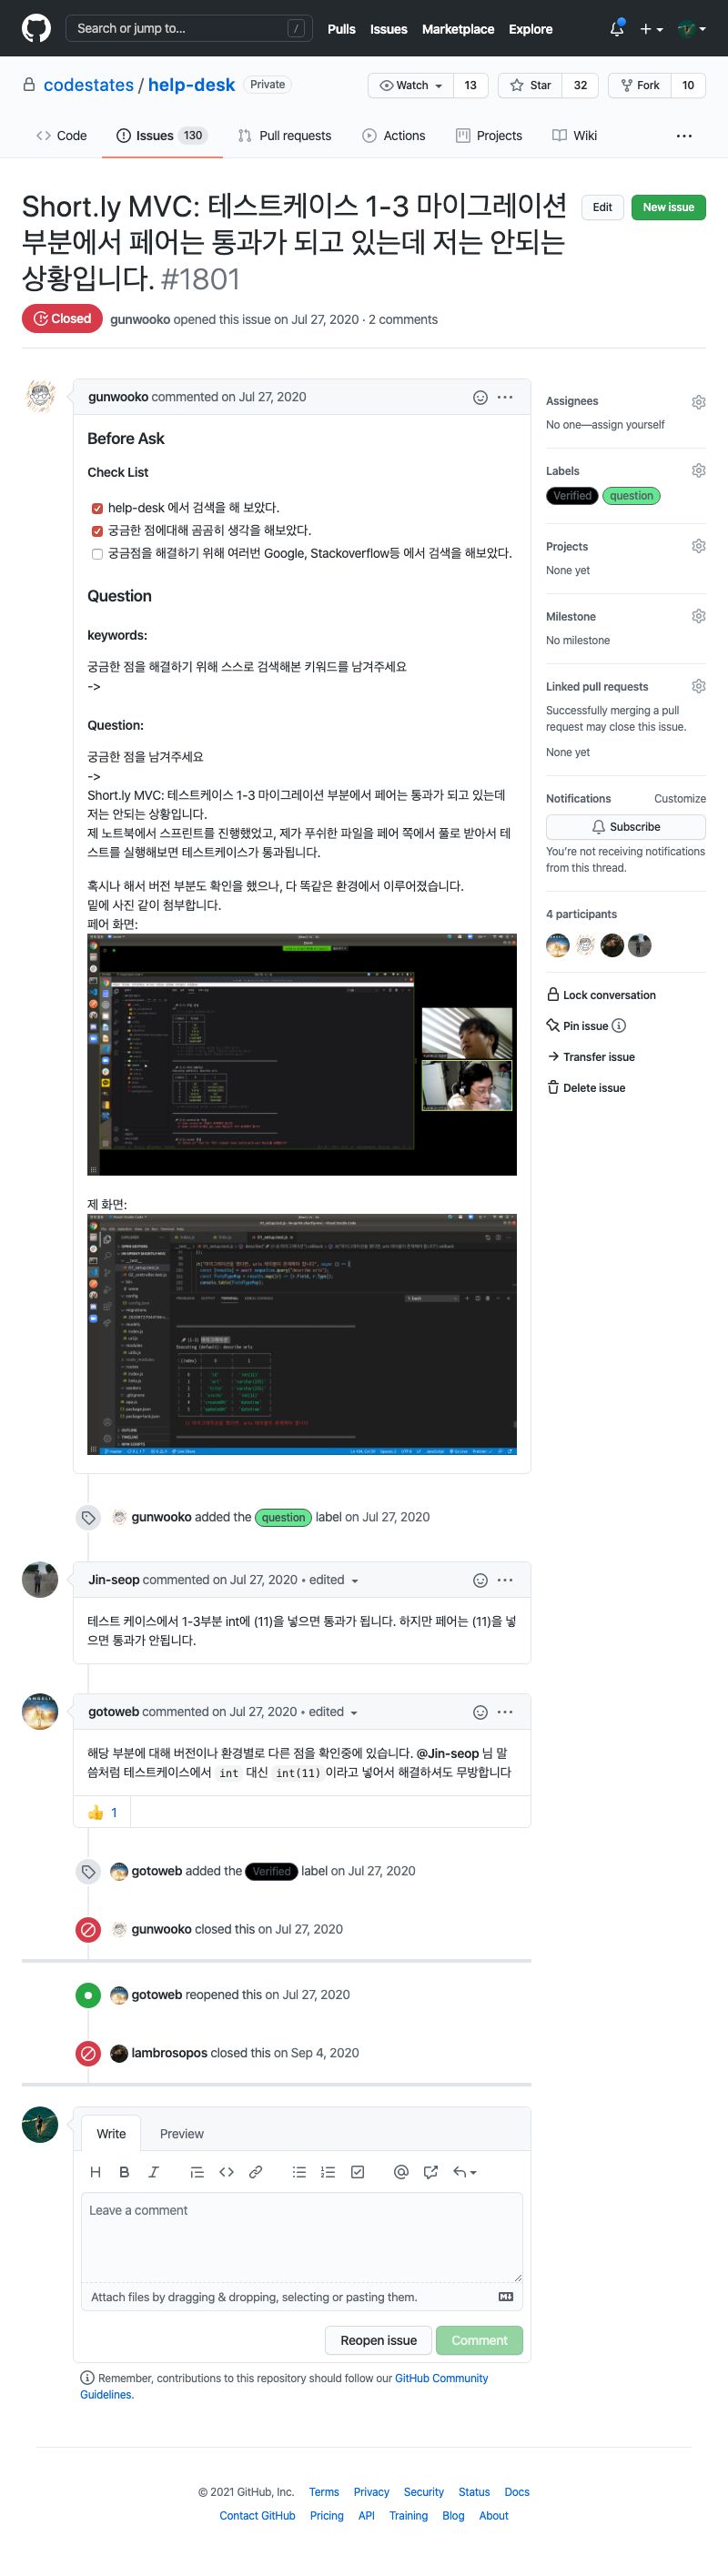 Search or jump to... /
Pulls Issues Marketplace Explore
codestates / help-desk Private
Watch 13 Star 32 Fork 10
Code Issues 130 Pull requests Actions Projects Wiki ...
Short.ly MVC: 테스트케이스 1-3 마이그레이션
부분에서 페어는 통과가 되고 있는데 저는 안되는
상황입니다. #1801
Edit New issue
Closed gunwooko opened this issue on Jul 27, 2020 · 2 comments
gunwooko commented on Jul 27, 2020
Before Ask
Check List
help-desk 에서 검색을 해 보았다.
궁금한 점에대해 곰곰히 생각을 해보았다.
궁금점을 해결하기 위해 여러번 Google, Stackoverflow등 에서 검색을 해보았다.
Question
keywords:
궁금한 점을 해결하기 위해 스스로 검색해본 키워드를 남겨주세요
->
Question:
궁금한 점을 남겨주세요
->
Short.ly MVC: 테스트케이스 1-3 마이그레이션 부분에서 페어는 통과가 되고 있는데
저는 안되는 상황입니다.
제 노트북에서 스프린트를 진행했었고, 제가 푸쉬한 파일을 페어 쪽에서 풀로 받아서 테
스트를 실행해보면 테스트케이스가 통과됩니다.
혹시나 해서 버전 부분도 확인을 했으나, 다 똑같은 환경에서 이루어졌습니다.
밑에 사진 같이 첨부합니다.
페어 화면:
제 화면:
gunwooko added the question label on Jul 27, 2020
Jin-seop commented on Jul 27, 2020 • edited
테스트 케이스에서 1-3부분 int에 (11)을 넣으면 통과가 됩니다. 하지만 페어는 (11)을 넣
으면 통과가 안됩니다.
gotoweb commented on Jul 27, 2020 • edited
해당 부분에 대해 버전이나 환경별로 다른 점을 확인중에 있습니다. @Jin-seop 님 말
씀처럼 테스트케이스에서 int 대신 int(11) 이라고 넣어서 해결하셔도 무방합니다
👍 1
gotoweb added the Verified label on Jul 27, 2020
gunwooko closed this on Jul 27, 2020
gotoweb reopened this on Jul 27, 2020
lambrosopos closed this on Sep 4, 2020
Write Preview
Leave a comment
Attach files by dragging & dropping, selecting or pasting them.
Reopen issue Comment
Remember, contributions to this repository should follow our GitHub Community
Guidelines.
Assignees
No one—assign yourself
Labels
Verified question
Projects
None yet
Milestone
No milestone
Linked pull requests
Successfully merging a pull
request may close this issue.
None yet
Notifications Customize
Subscribe
You're not receiving notifications
from this thread.
4 participants
Lock conversation
Pin issue
Transfer issue
Delete issue
© 2021 GitHub, Inc. Terms Privacy Security Status Docs
Contact GitHub Pricing API Training Blog About